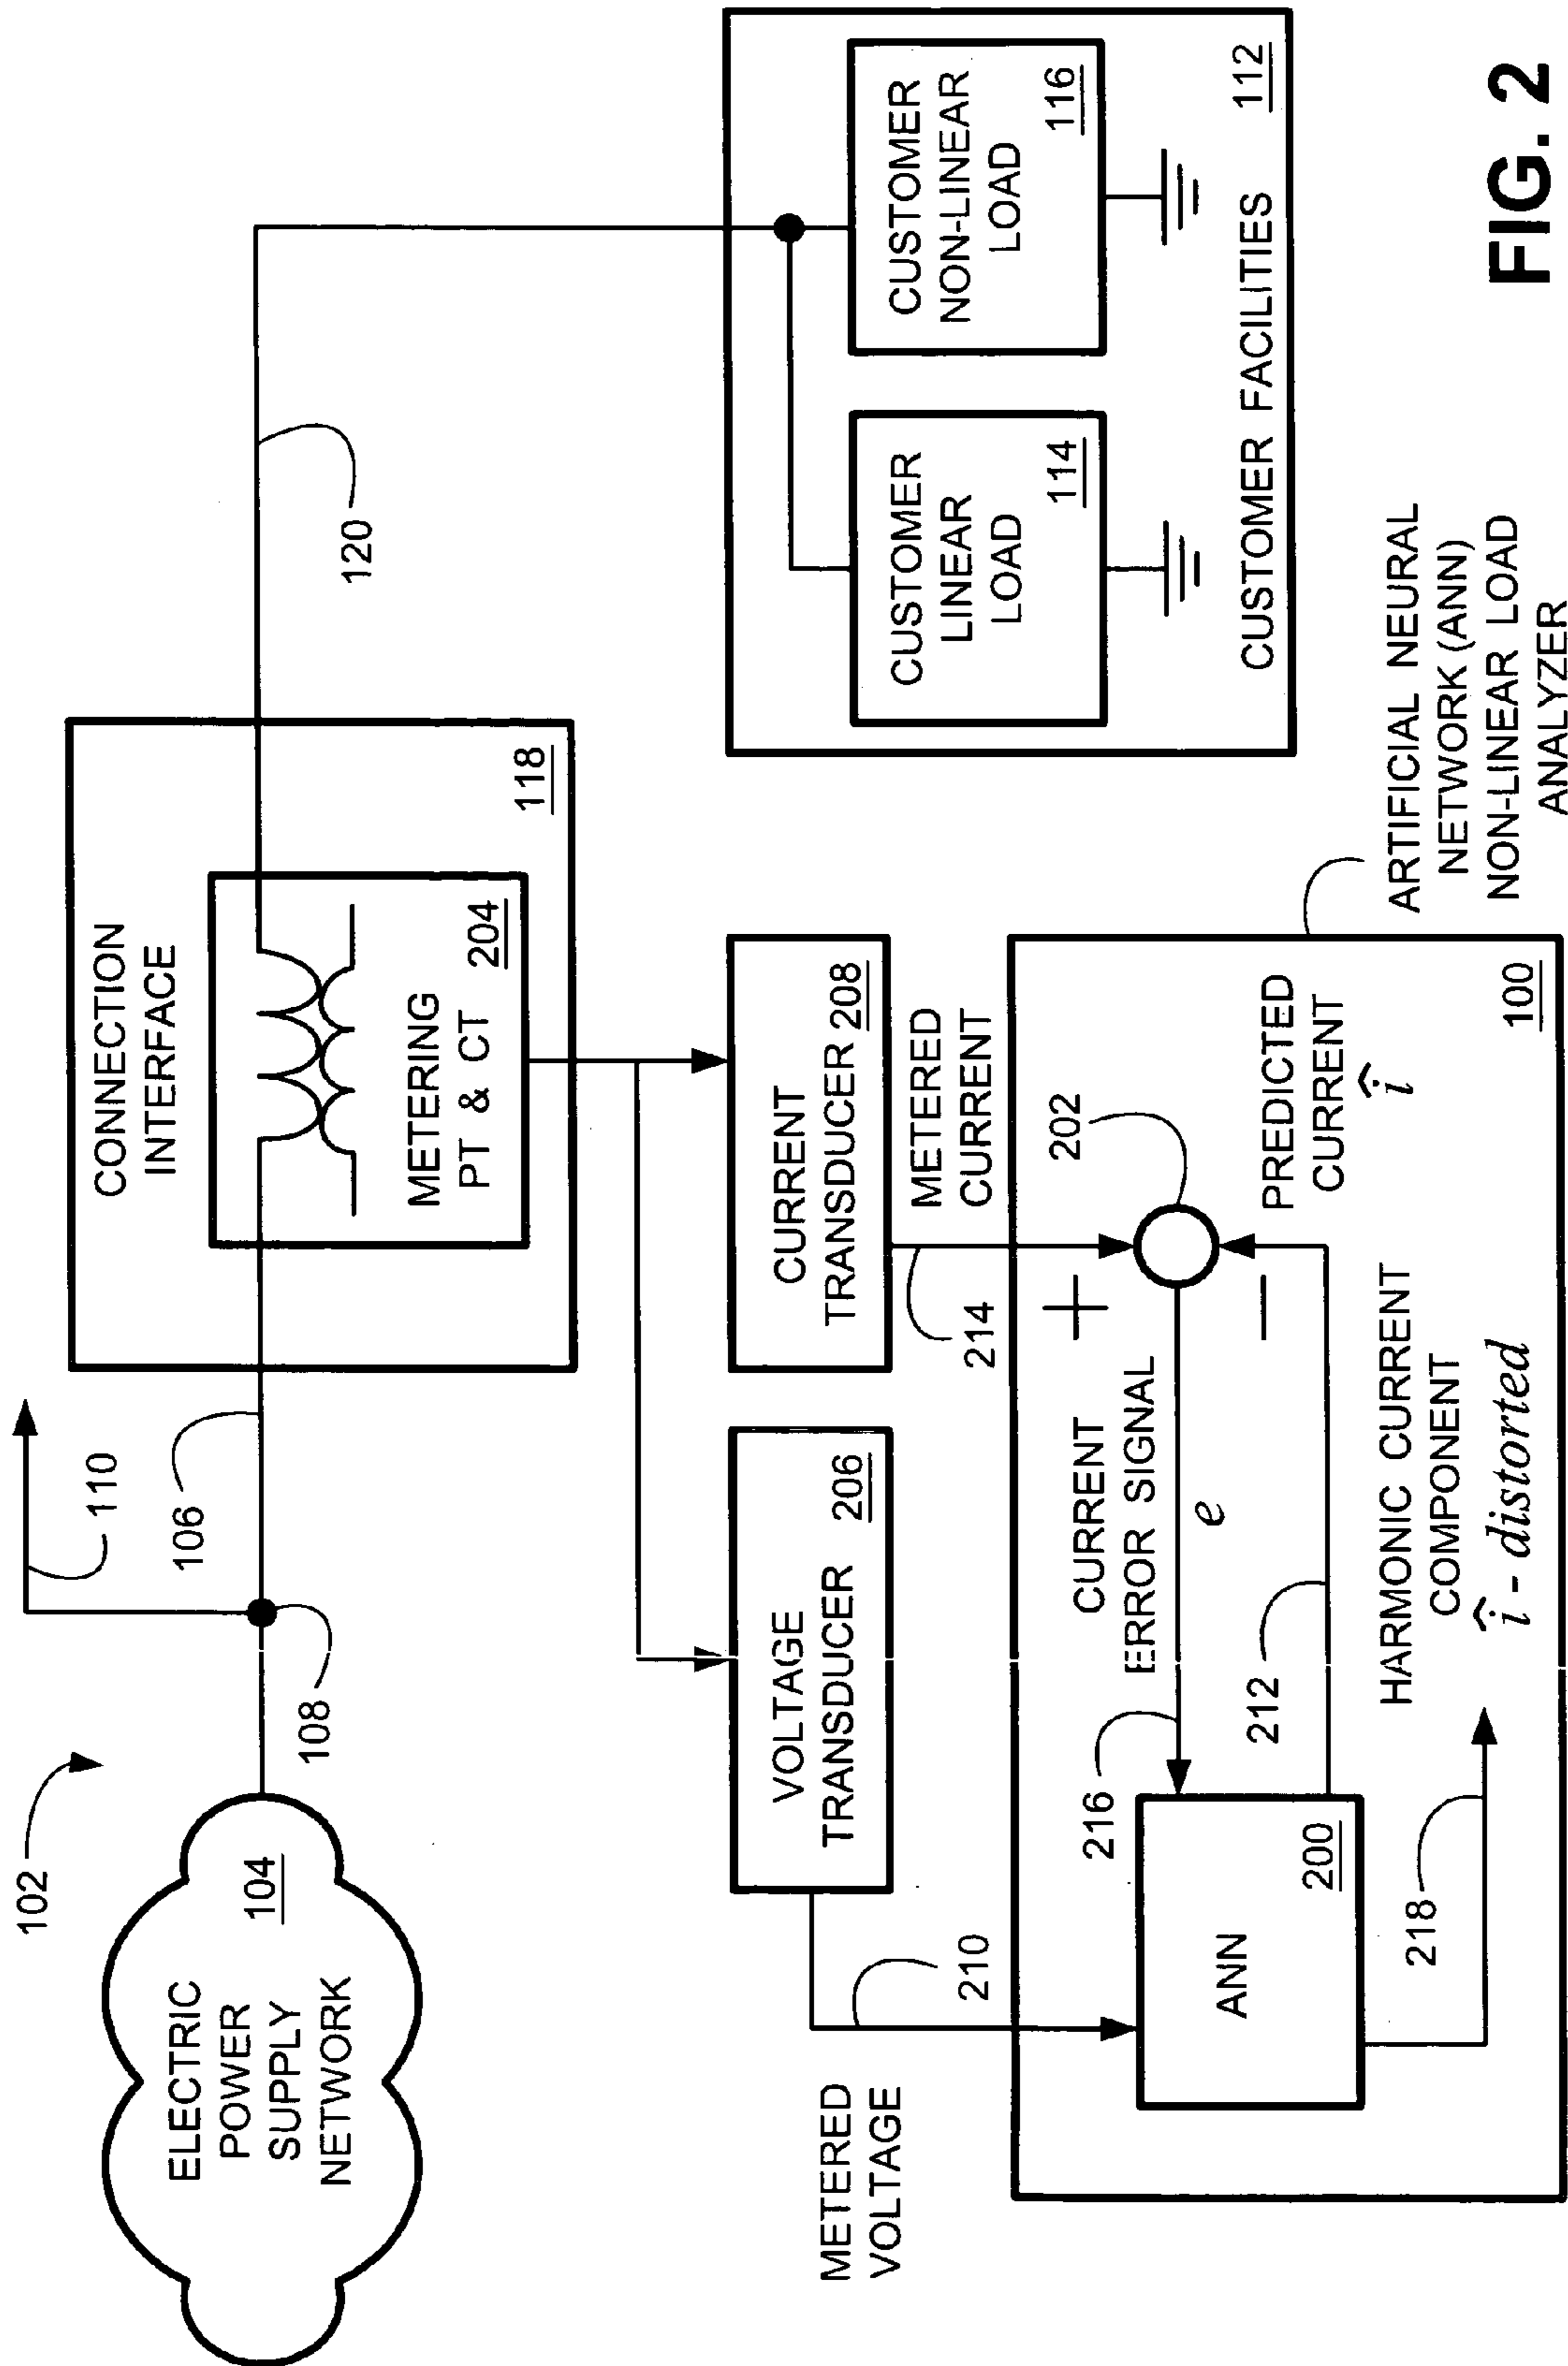 102
ELECTRIC
POWER
SUPPLY
NETWORK
104
108
110
106
CONNECTION
INTERFACE
METERING
PT & CT
204
118
120
VOLTAGE
TRANSDUCER
206
CURRENT
TRANSDUCER 208
METERED
VOLTAGE
210
214
METERED
CURRENT
CUSTOMER
LINEAR
LOAD
114
CUSTOMER
NON-LINEAR
LOAD
116
CUSTOMER FACILITIES
112
ANN
200
216
CURRENT
ERROR SIGNAL
e
+
−
202
PREDICTED
CURRENT
î
212
218
HARMONIC CURRENT
COMPONENT
î - distorted
100
ARTIFICIAL NEURAL
NETWORK (ANN)
NON-LINEAR LOAD
ANALYZER
FIG. 2